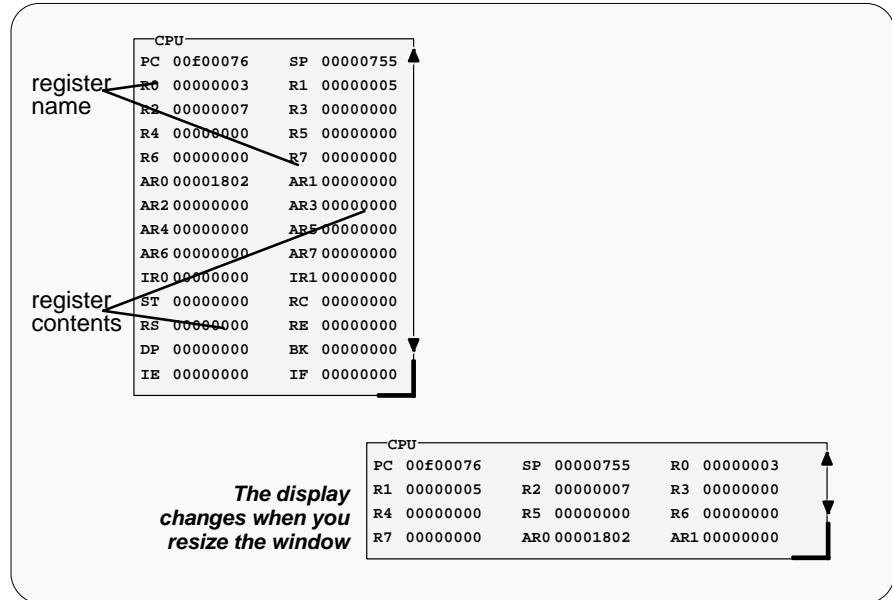 CPU
PC 00f00076 SP 00000755
R0 00000003 R1 00000005
R2 00000007 R3 00000000
R4 00000000 R5 00000000
R6 00000000 R7 00000000
AR0 00001802 AR1 00000000
AR2 00000000 AR3 00000000
AR4 00000000 AR5 00000000
AR6 00000000 AR7 00000000
IR0 00000000 IR1 00000000
ST 00000000 RC 00000000
RS 00000000 RE 00000000
DP 00000000 BK 00000000
IE 00000000 IF 00000000
register
name
register
contents
The display
changes when you
resize the window
CPU
PC 00f00076 SP 00000755 R0 00000003
R1 00000005 R2 00000007 R3 00000000
R4 00000000 R5 00000000 R6 00000000
R7 00000000 AR0 00001802 AR1 00000000